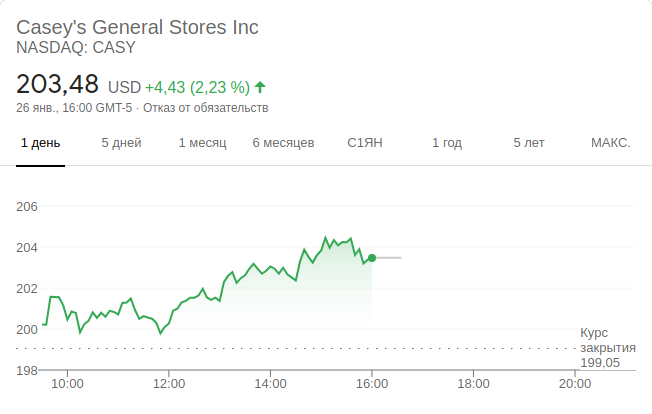 Casey's General Stores Inc
NASDAQ: CASY
203,48 USD +4,43 (2,23 %)
26 янв., 16:00 GMT-5 · Отказ от обязательств
1 день 5 дней 1 месяц 6 месяцев С1ЯН 1 год 5 лет МАКС.
206
204
202
200
Курс
закрытия
199,05
198
10:00 12:00 14:00 16:00 18:00 20:00